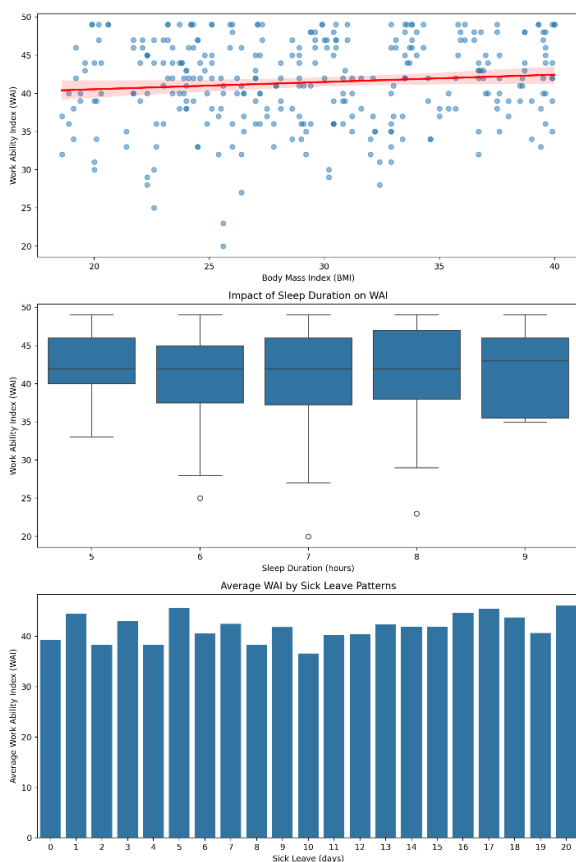 50
45
40
35
30
25
20
Work Ability Index (WAI)
20 25 30 35 40
Body Mass Index (BMI)
Impact of Sleep Duration on WAI
50
45
40
35
30
25
20
Work Ability Index (WAI)
5 6 7 8 9
Sleep Duration (hours)
Average WAI by Sick Leave Patterns
40
30
20
10
0
Average Work Ability Index (WAI)
0 1 2 3 4 5 6 7 8 9 10 11 12 13 14 15 16 17 18 19 20
Sick Leave (days)